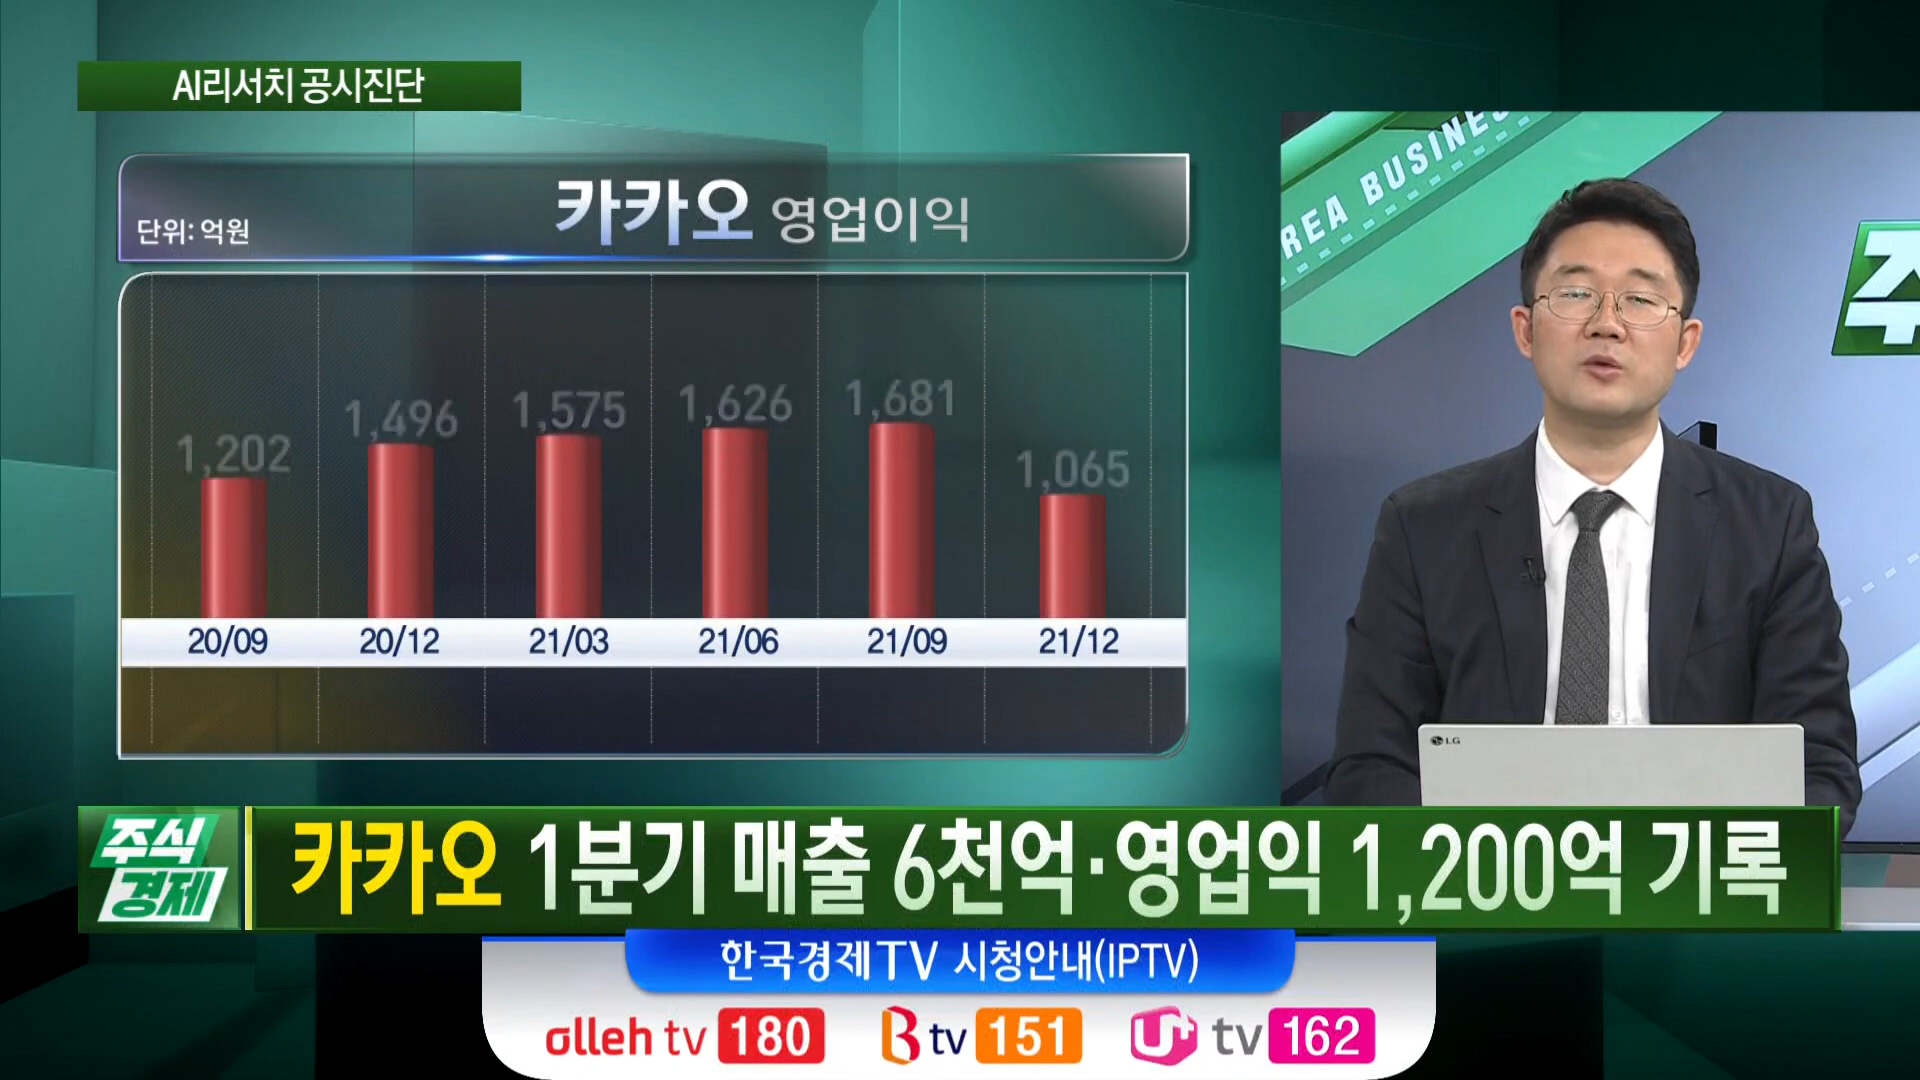 AI리서치 공시진단
단위: 억원
카카오 영업이익
1,202
1,496
1,575
1,626
1,681
1,065
20/09
20/12
21/03
21/06
21/09
21/12
REA BUSINES
주
LG
주식
경제
카카오 1분기 매출 6천억·영업익 1,200억 기록
한국경제TV 시청안내(IPTV)
olleh tv 180
B tv 151
U+ tv 162